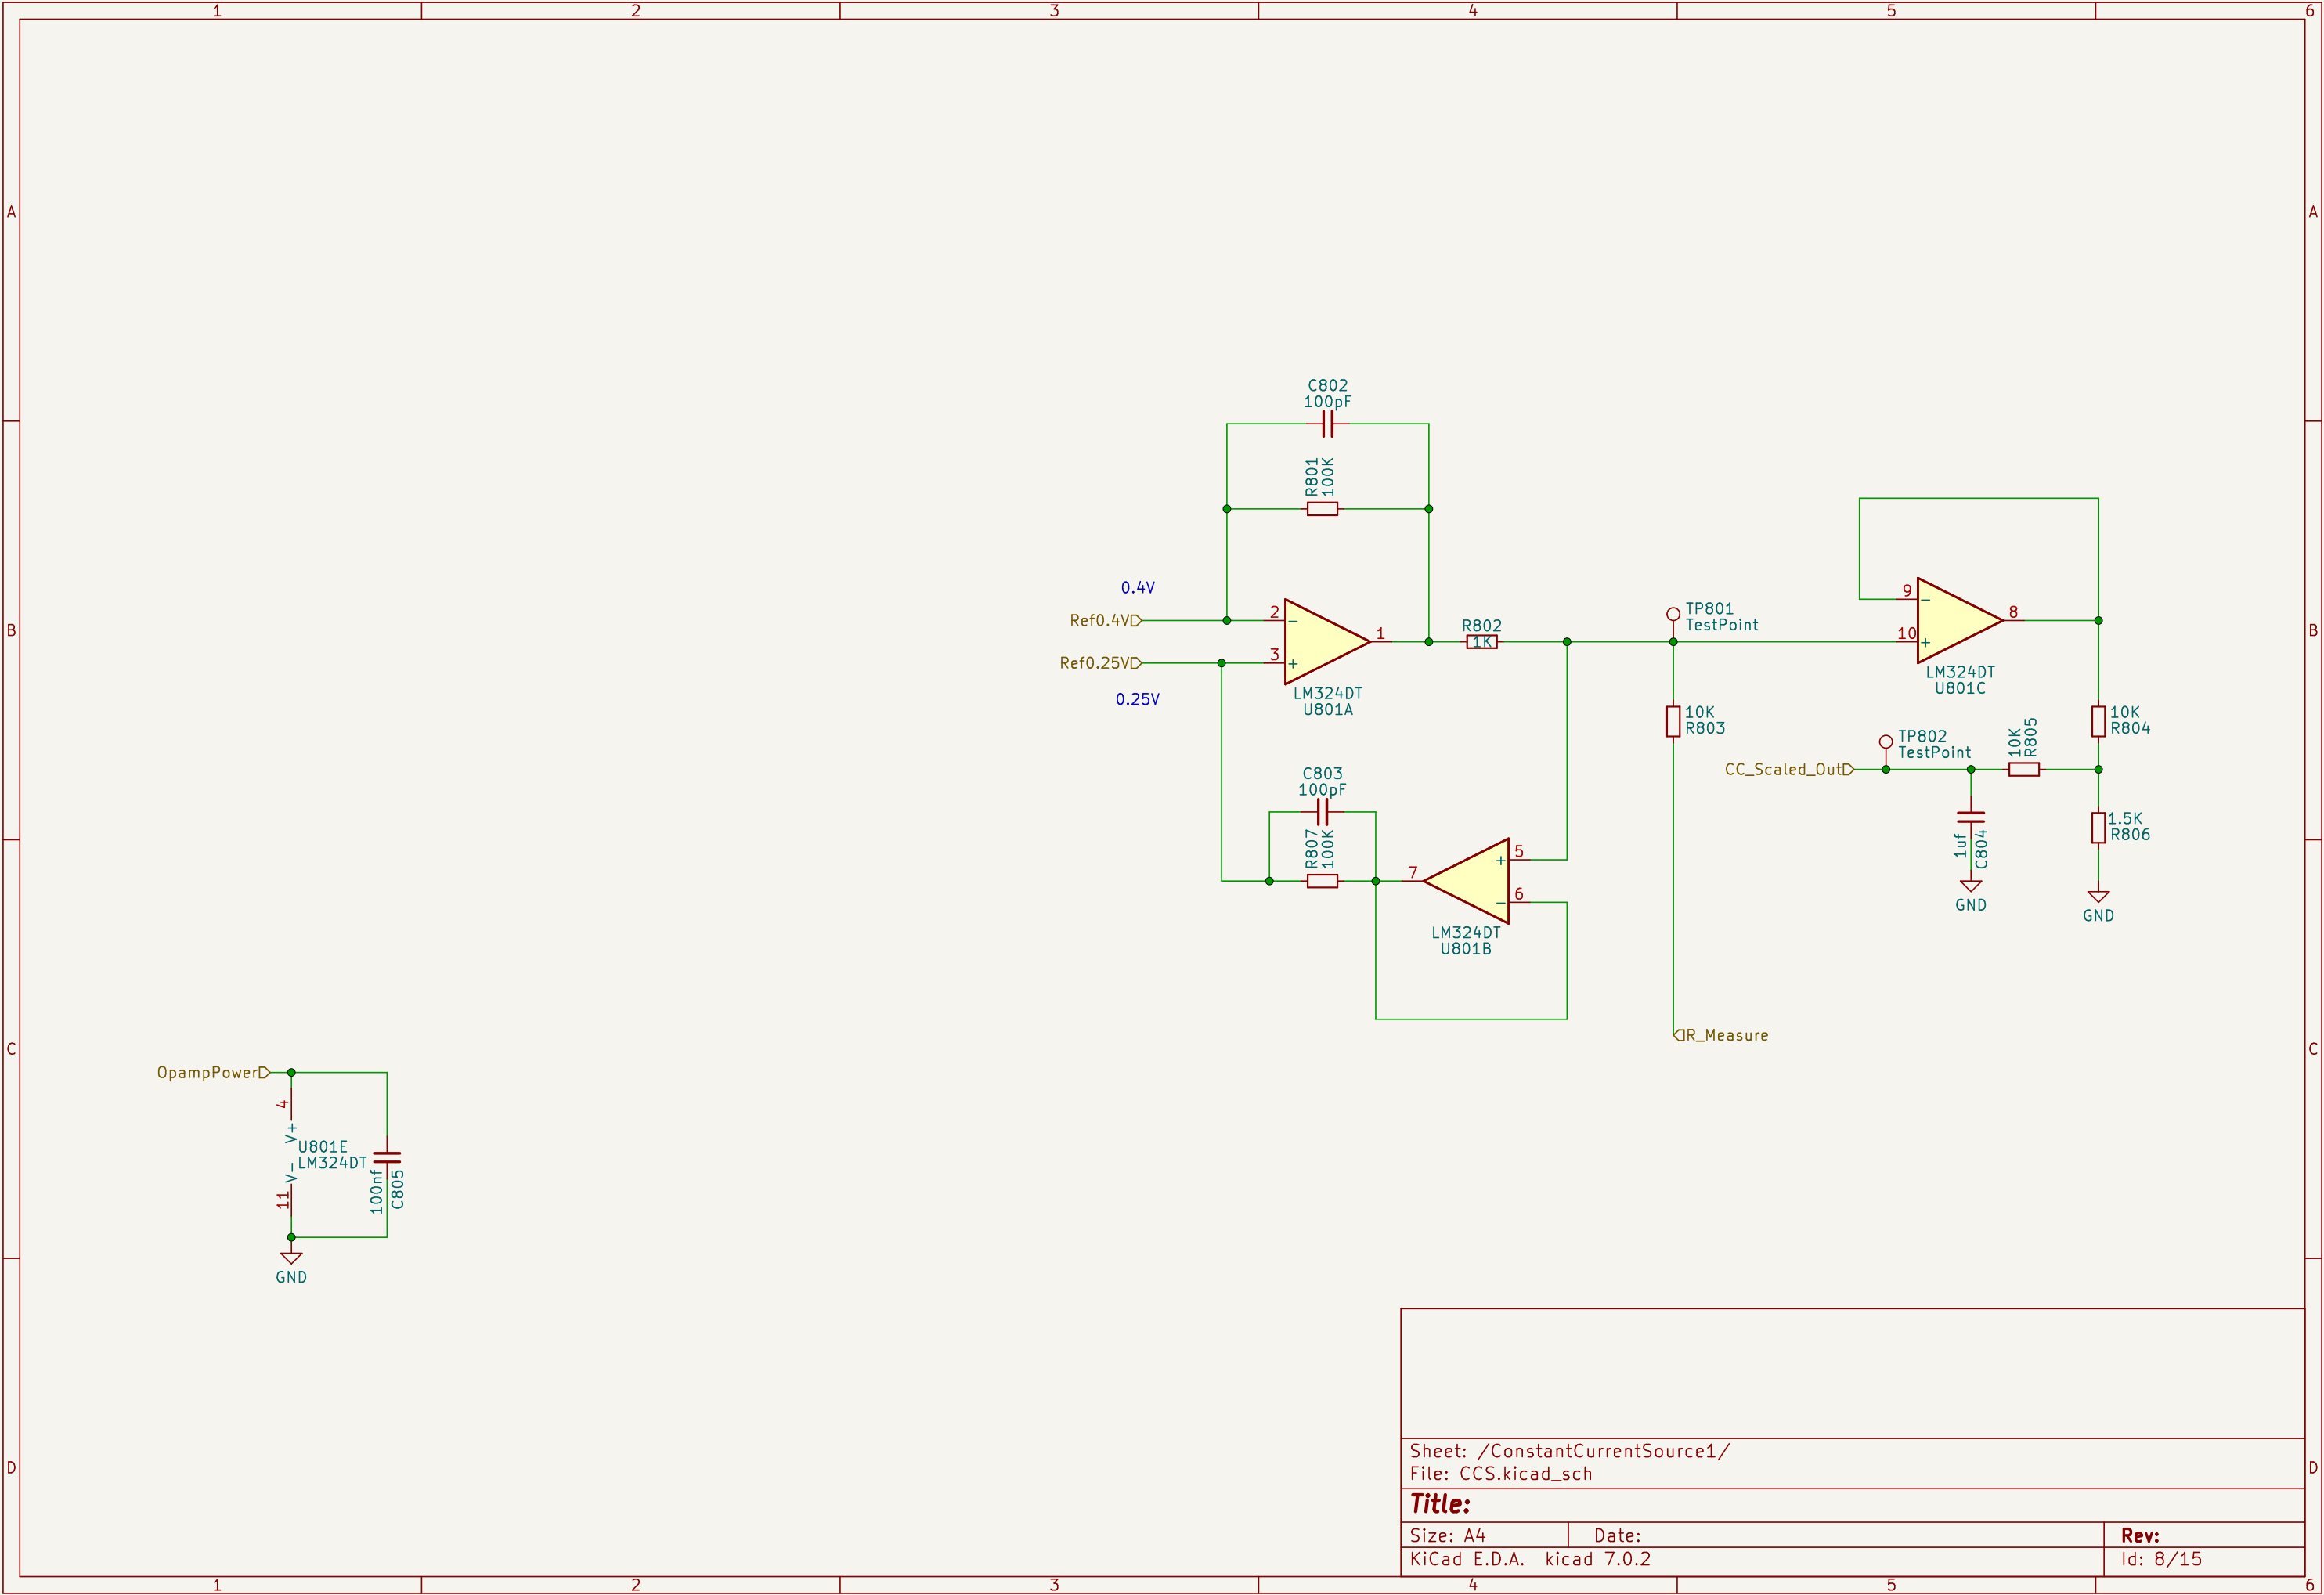 1 2 3 4 5 6
A A
C802
100pF
R801
100K
0.4V
Ref0.4V
2
−
1
R802
1K
TP801
TestPoint
9
−
8
B B
Ref0.25V
3
+
10
+
0.25V
LM324DT
U801A
LM324DT
U801C
10K
R803
10K
R804
TP802
TestPoint
10K
R805
CC_Scaled_Out
C803
100pF
R807
100K
7
5
+
6
−
LM324DT
U801B
1uf
C804
GND
1.5K
R806
GND
R_Measure
C C
OpampPower
4
V+
U801E
LM324DT
V-
11
100nf
C805
GND
Sheet: /ConstantCurrentSource1/
File: CCS.kicad_sch
D D
Title:
Size: A4 Date: Rev:
KiCad E.D.A. kicad 7.0.2 Id: 8/15
1 2 3 4 5 6